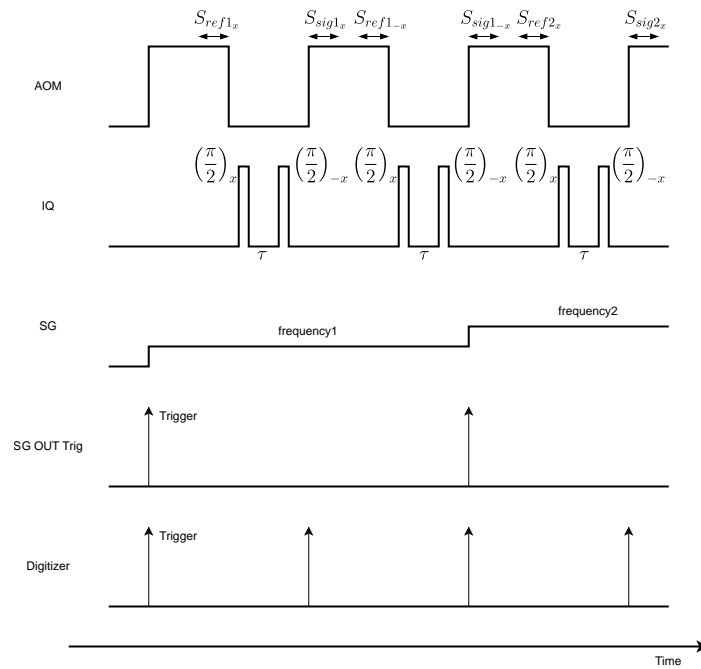 S_{ref1_x} S_{sig1_x} S_{ref1_{-x}} S_{sig1_{-x}} S_{ref2_x} S_{sig2_x}
AOM
(π/2)_x (π/2)_{-x} (π/2)_x (π/2)_{-x} (π/2)_x (π/2)_{-x}
IQ
τ τ τ
frequency2
SG
frequency1
Trigger
SG OUT Trig
Trigger
Digitizer
Time